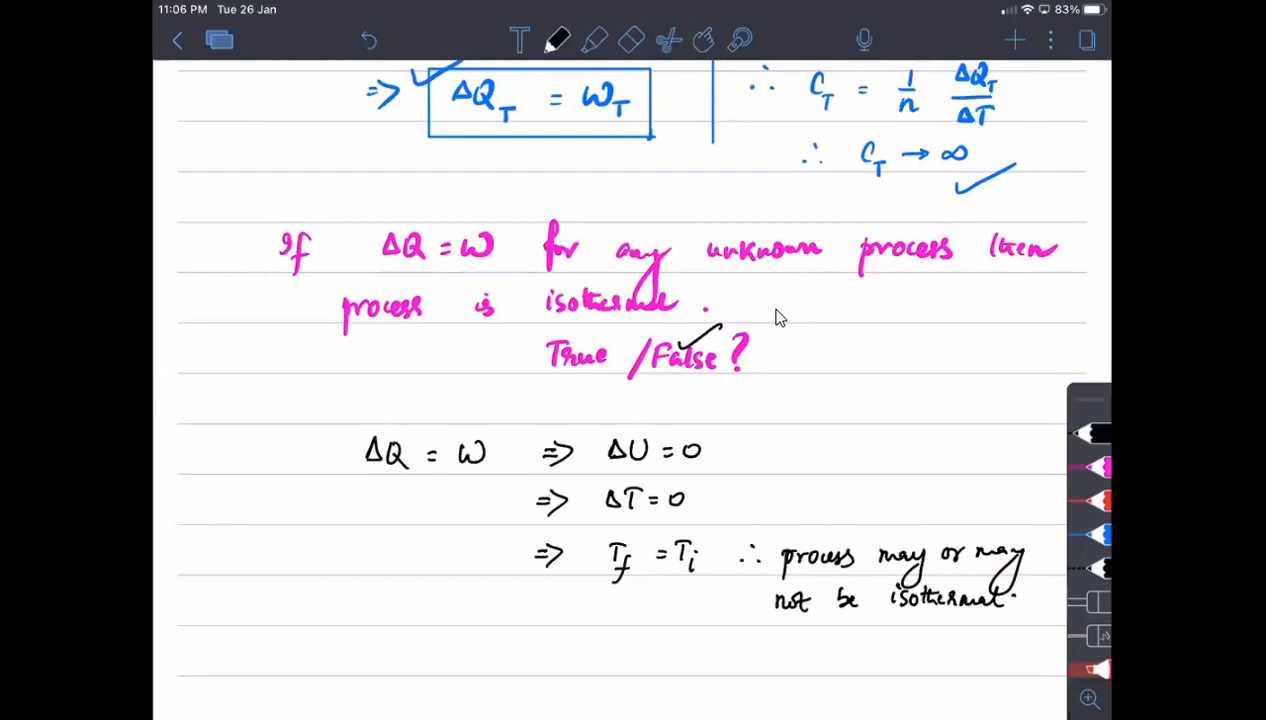 11:06 PM Tue 26 Jan 83%
T
=> ΔQ_T = W_T
∴ C_T = 1/n ΔQ_T/ΔT
∴ C_T → ∞
If ΔQ = W for any unknown process then
process is isothermal.
True / False ?
ΔQ = W => ΔU = 0
=> ΔT = 0
=> T_f = T_i ∴ process may or may
not be isothermal.